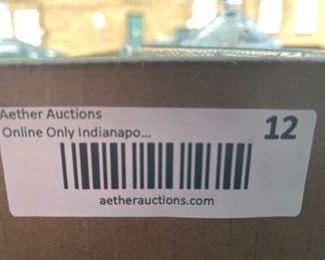 Aether Auctions
Online Only Indianapo...
12
aetherauctions.com